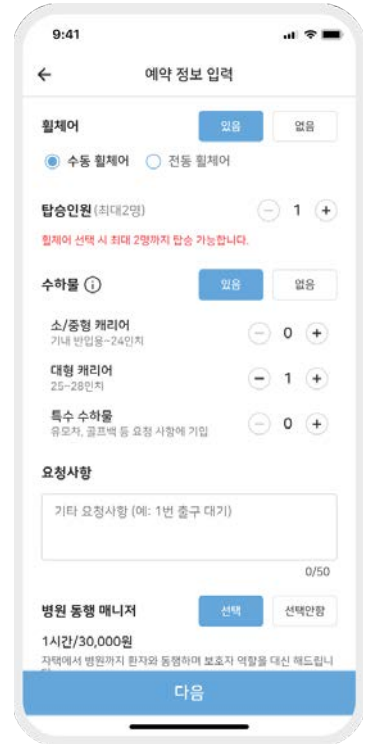 9:41
예약 정보 입력
휠체어
있음
없음
수동 휠체어
전동 휠체어
탑승인원(최대2명)
1
휠체어 선택 시 최대 2명까지 탑승 가능합니다.
수하물
있음
없음
소/중형 캐리어
0
기내 반입용~24인치
대형 캐리어
1
25~28인치
특수 수하물
0
유모차, 골프백 등 요청 사항에 기입
요청사항
기타 요청사항 (예: 1번 출구 대기)
0/50
병원 동행 매니저
선택
선택안함
1시간/30,000원
자택에서 병원까지 환자와 동행하며 보호자 역할을 대신 해드립니
다음